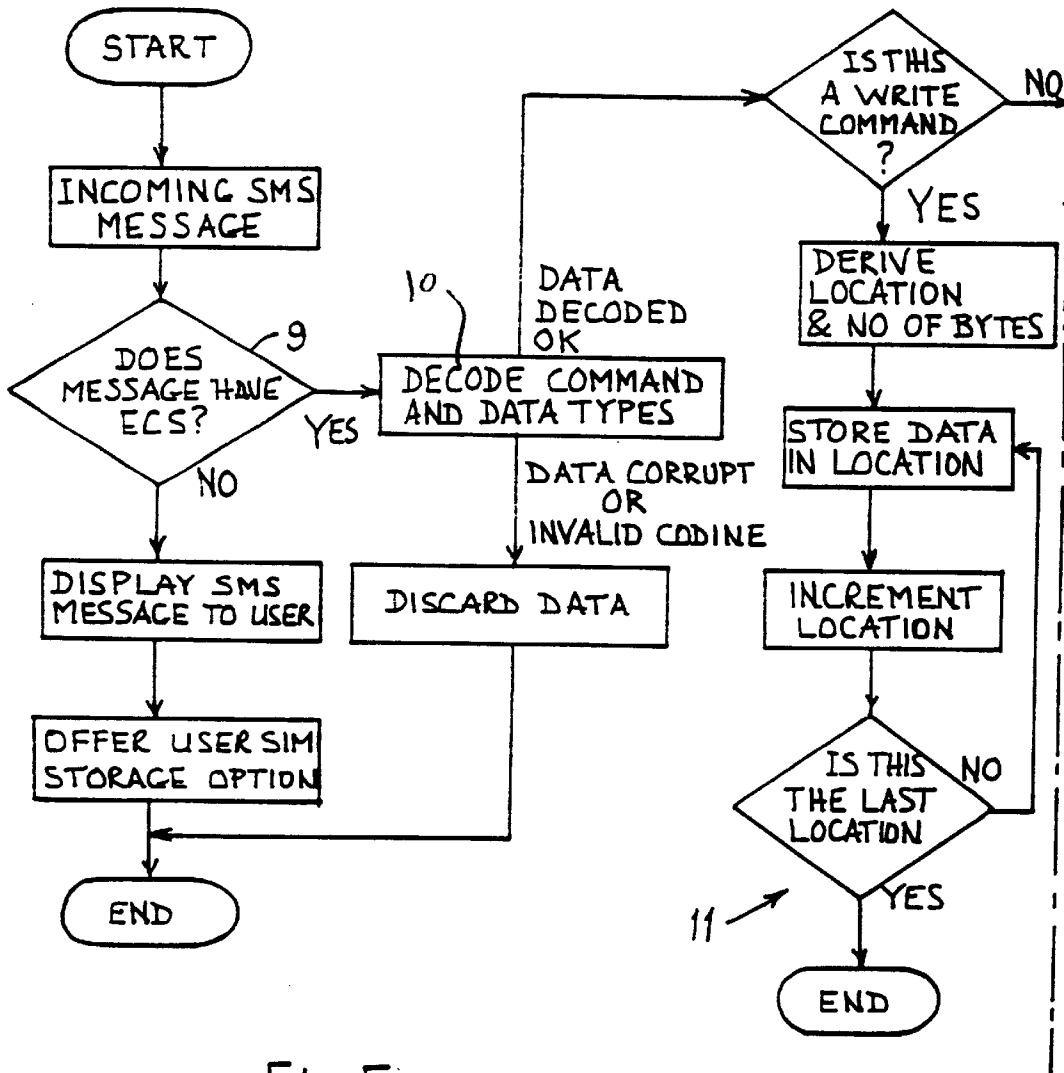 START
INCOMING SMS
MESSAGE
DOES
MESSAGE HAVE
ECS?
9
YES
NO
DISPLAY SMS
MESSAGE TO USER
OFFER USER SIM
STORAGE OPTION
END
10
DATA
DECODED
OK
DECODE COMMAND
AND DATA TYPES
DATA CORRUPT
OR
INVALID CODINE
DISCARD DATA
IS THHS
A WRITE
COMMAND
?
NO
YES
DERIVE
LOCATION
& NO OF BYTES
STORE DATA
IN LOCATION
INCREMENT
LOCATION
IS THIS
THE LAST
LOCATION
NO
YES
11
END